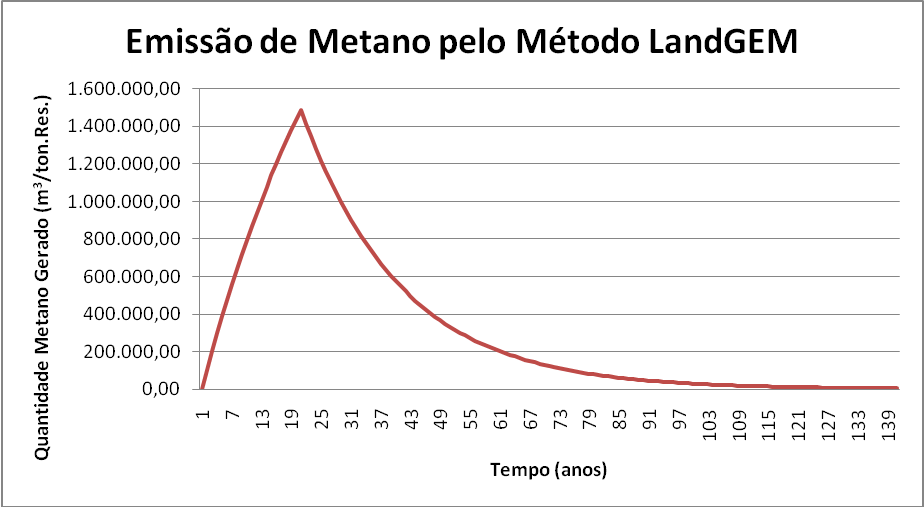 Emissão de Metano pelo Método LandGEM
Quantidade Metano Gerado (m³/ton.Res.)
1.600.000,00
1.400.000,00
1.200.000,00
1.000.000,00
800.000,00
600.000,00
400.000,00
200.000,00
0,00
1 7 13 19 25 31 37 43 49 55 61 67 73 79 85 91 97 103 109 115 121 127 133 139
Tempo (anos)